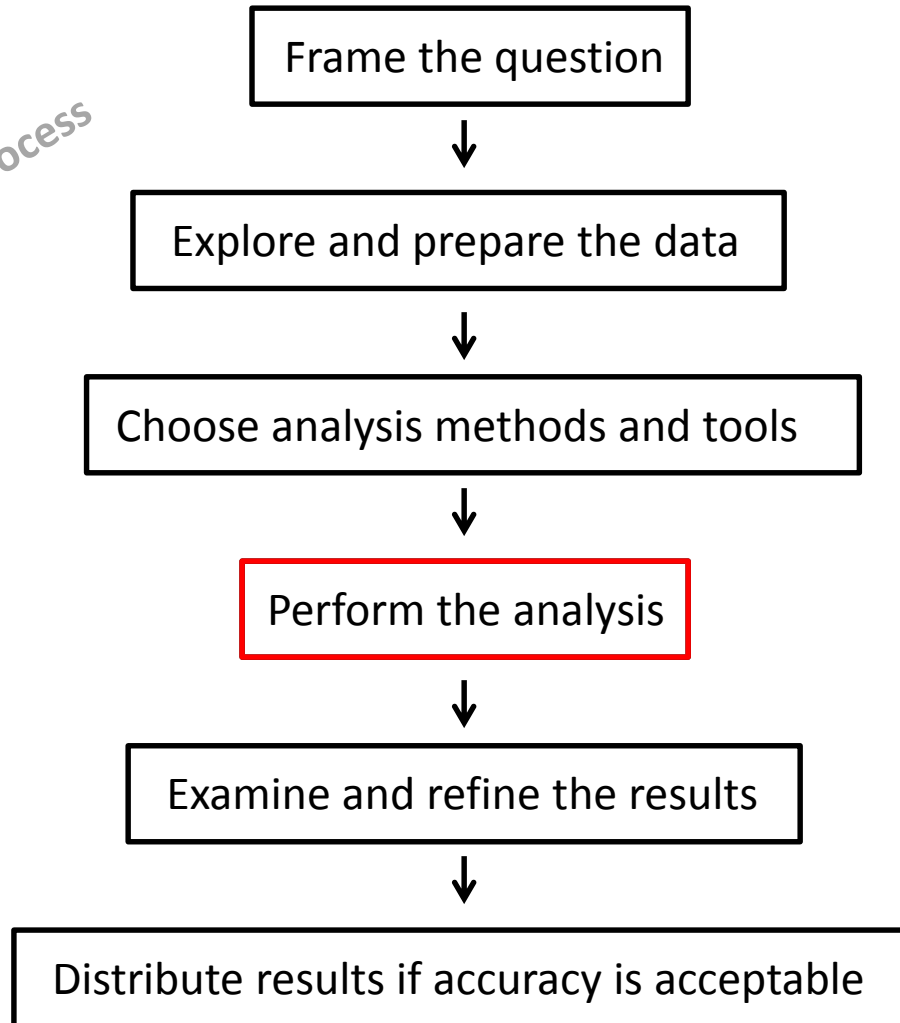 Frame the question
Explore and prepare the data
Choose analysis methods and tools
Perform the analysis
Examine and refine the results
Distribute results if accuracy is acceptable